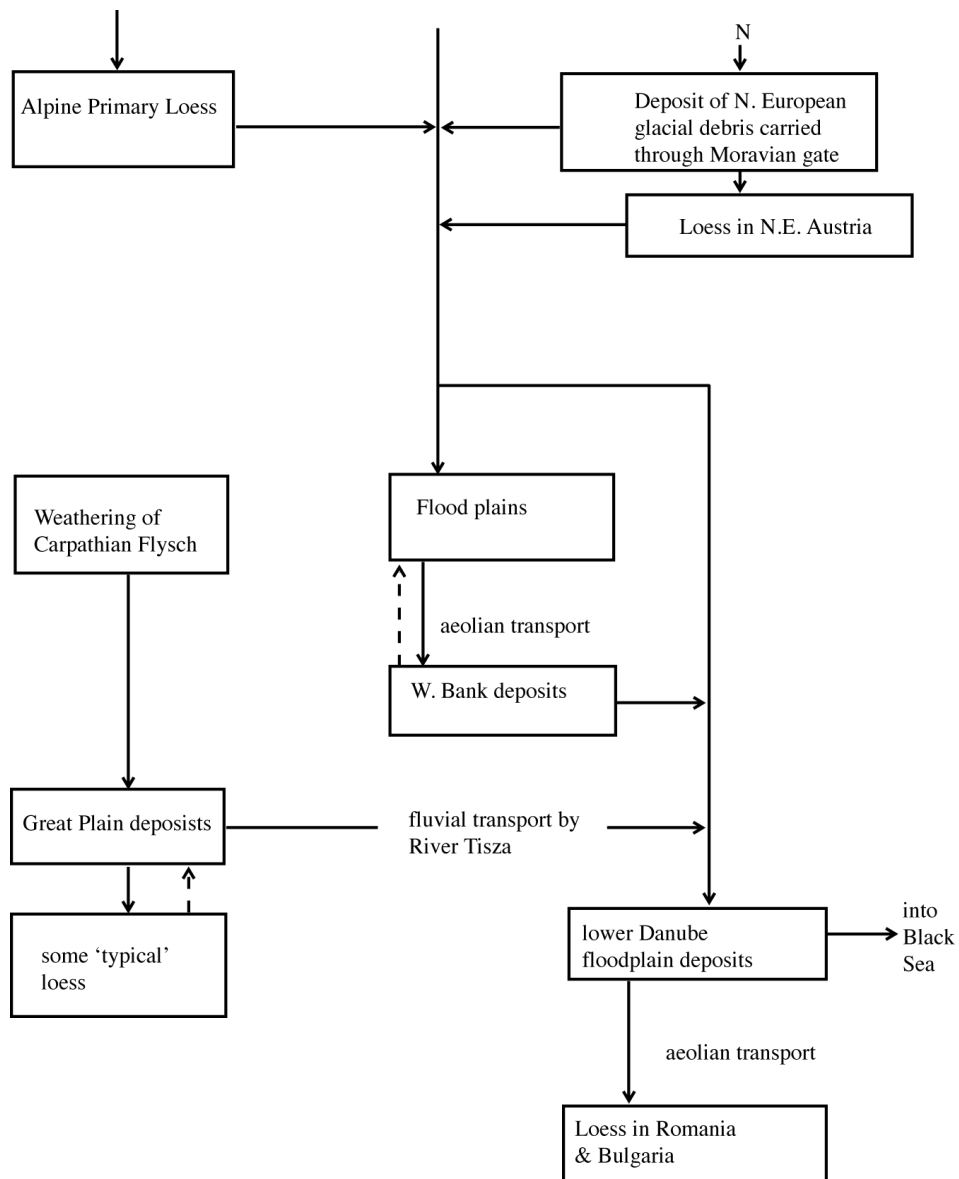 N
Alpine Primary Loess
Deposit of N. European
glacial debris carried
through Moravian gate
Loess in N.E. Austria
Weathering of
Carpathian Flysch
Flood plains
aeolian transport
W. Bank deposits
Great Plain deposists
fluvial transport by
River Tisza
some ‘typical’
loess
lower Danube
floodplain deposits
into
Black
Sea
aeolian transport
Loess in Romania
& Bulgaria